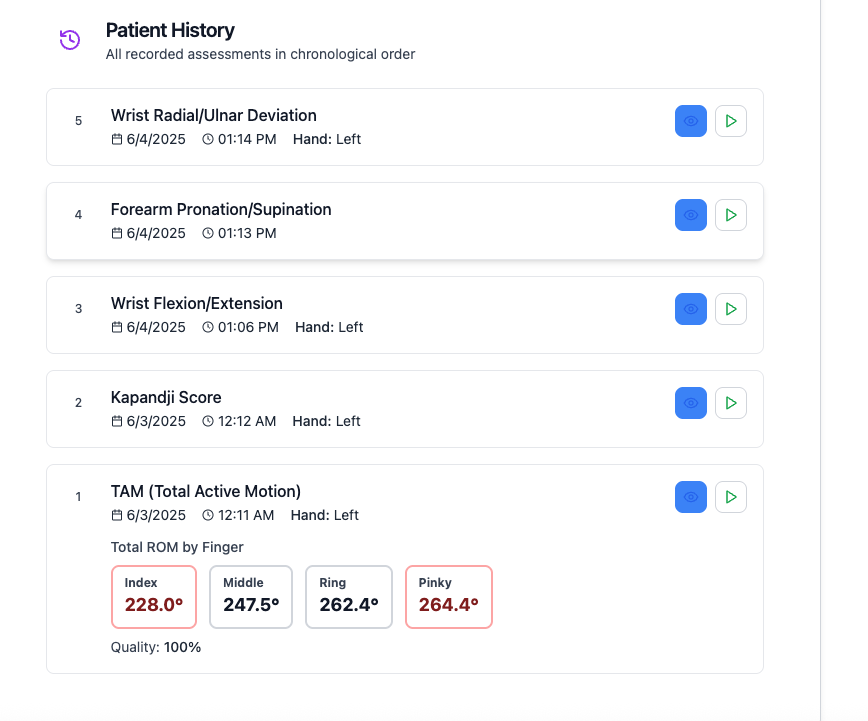 Patient History
All recorded assessments in chronological order
5
Wrist Radial/Ulnar Deviation
6/4/2025 01:14 PM Hand: Left
4
Forearm Pronation/Supination
6/4/2025 01:13 PM
3
Wrist Flexion/Extension
6/4/2025 01:06 PM Hand: Left
2
Kapandji Score
6/3/2025 12:12 AM Hand: Left
1
TAM (Total Active Motion)
6/3/2025 12:11 AM Hand: Left
Total ROM by Finger
Index Middle Ring Pinky
228.0° 247.5° 262.4° 264.4°
Quality: 100%